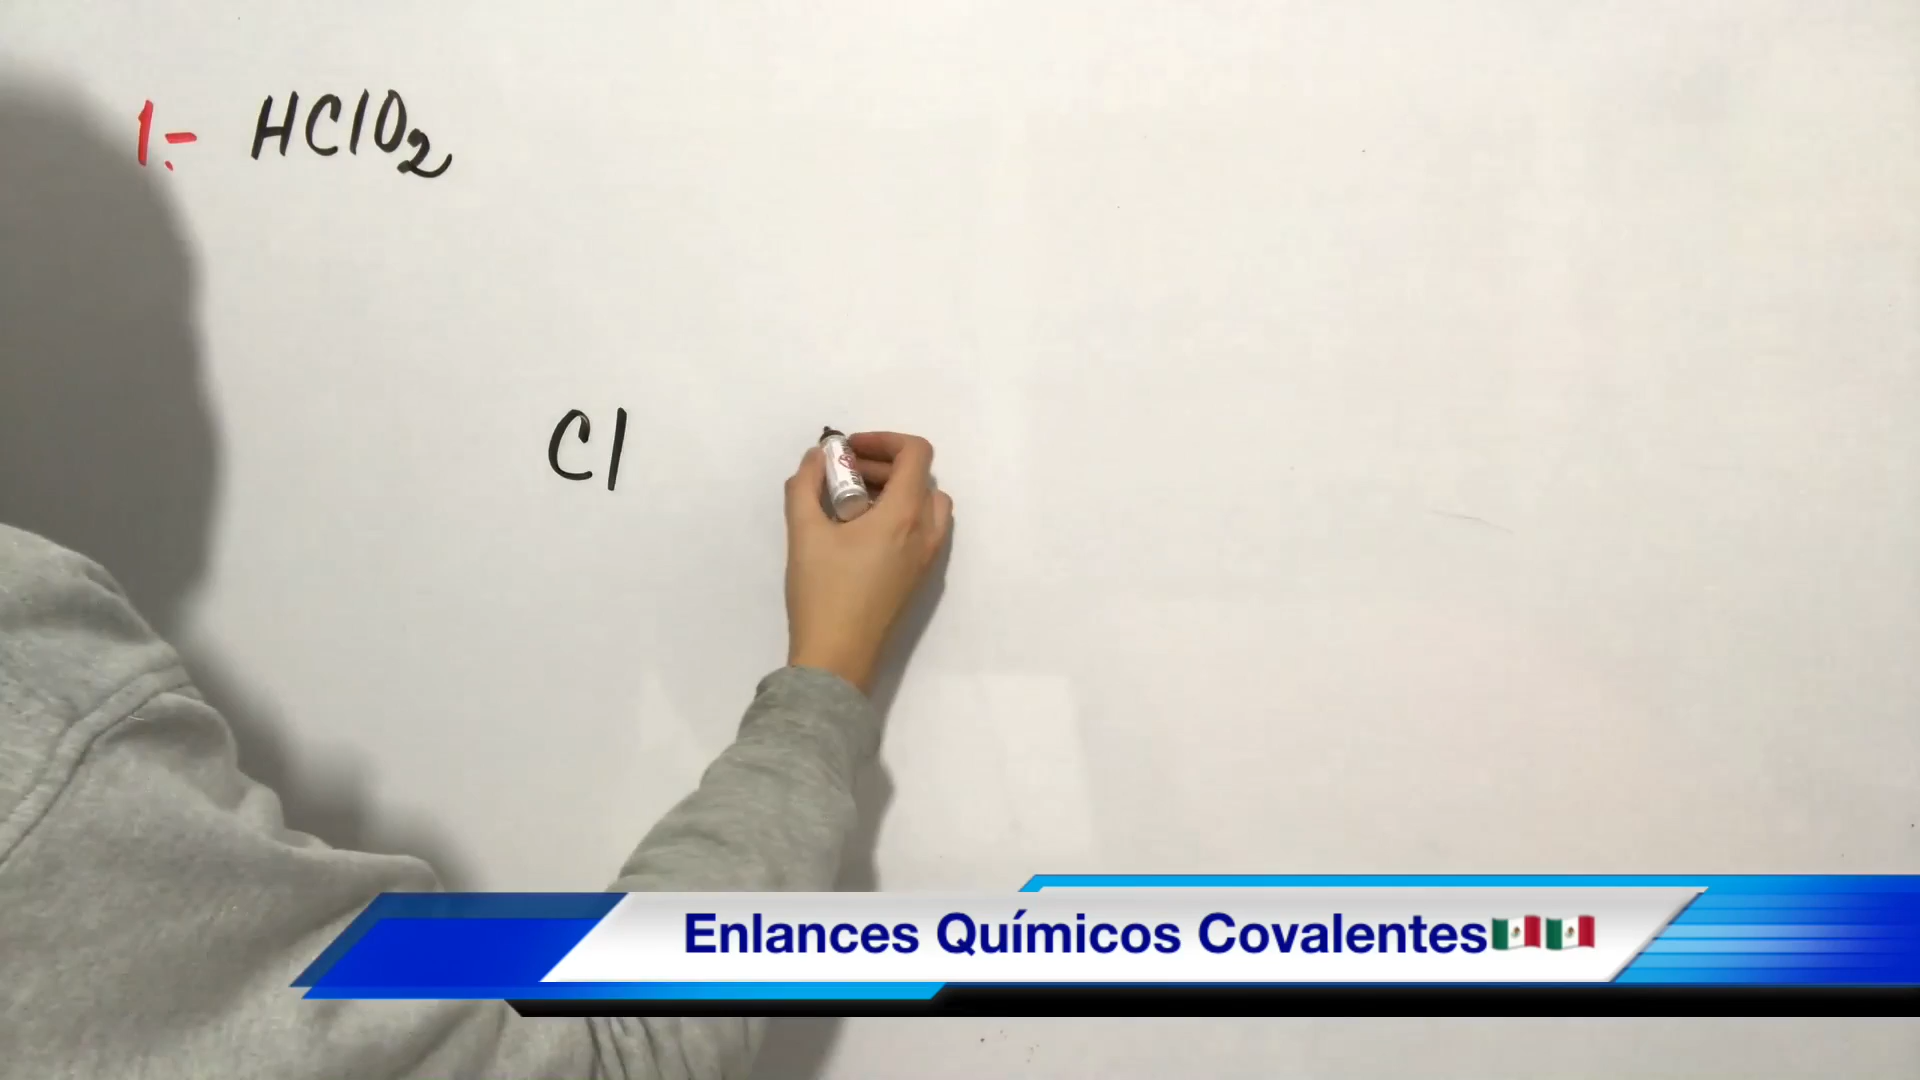 1.- HClO₂
Cl
Enlances Químicos Covalentes🇲🇽🇲🇽